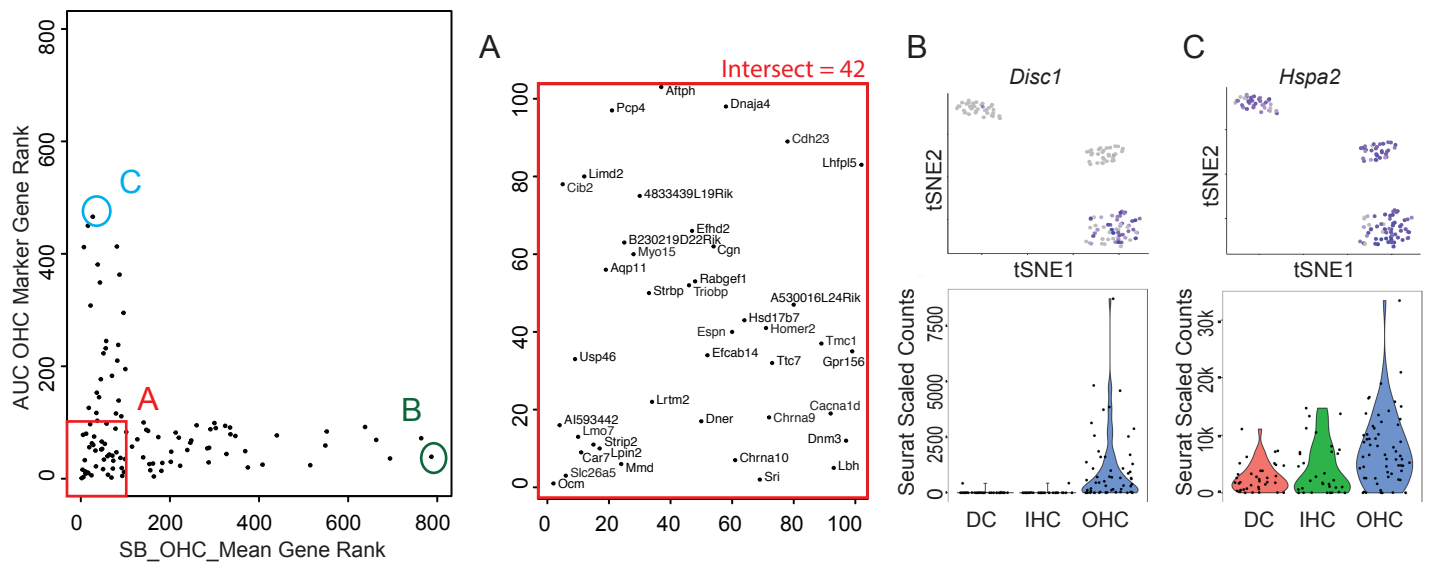 800
600
400
200
0
AUC OHC Marker Gene Rank
C
A
B
0 200 400 600 800
SB_OHC_Mean Gene Rank
A
Intersect = 42
100
80
60
40
20
0
Aftph
Pcp4
Dnaja4
Cdh23
Lhfpl5
Limd2
Cib2
4833439L19Rik
Efhd2
B230219D22Rik
Cgn
Myo15
Aqp11
Rabgef1
Triobp
Strbp
A530016L24Rik
Hsd17b7
Homer2
Espn
Tmc1
Gpr156
Efcab14
Ttc7
Usp46
Lrtm2
Cacna1d
Dner
Chrna9
AI593442
Lmo7
Dnm3
Strip2
Lpin2
Car7
Chrna10
Mmd
Lbh
Slc26a5
Sri
Ocm
0 20 40 60 80 100
B
Disc1
tSNE2
tSNE1
Seurat Scaled Counts
7500
5000
2500
0
DC IHC OHC
C
Hspa2
tSNE2
tSNE1
Seurat Scaled Counts
30k
20k
10k
0
DC IHC OHC